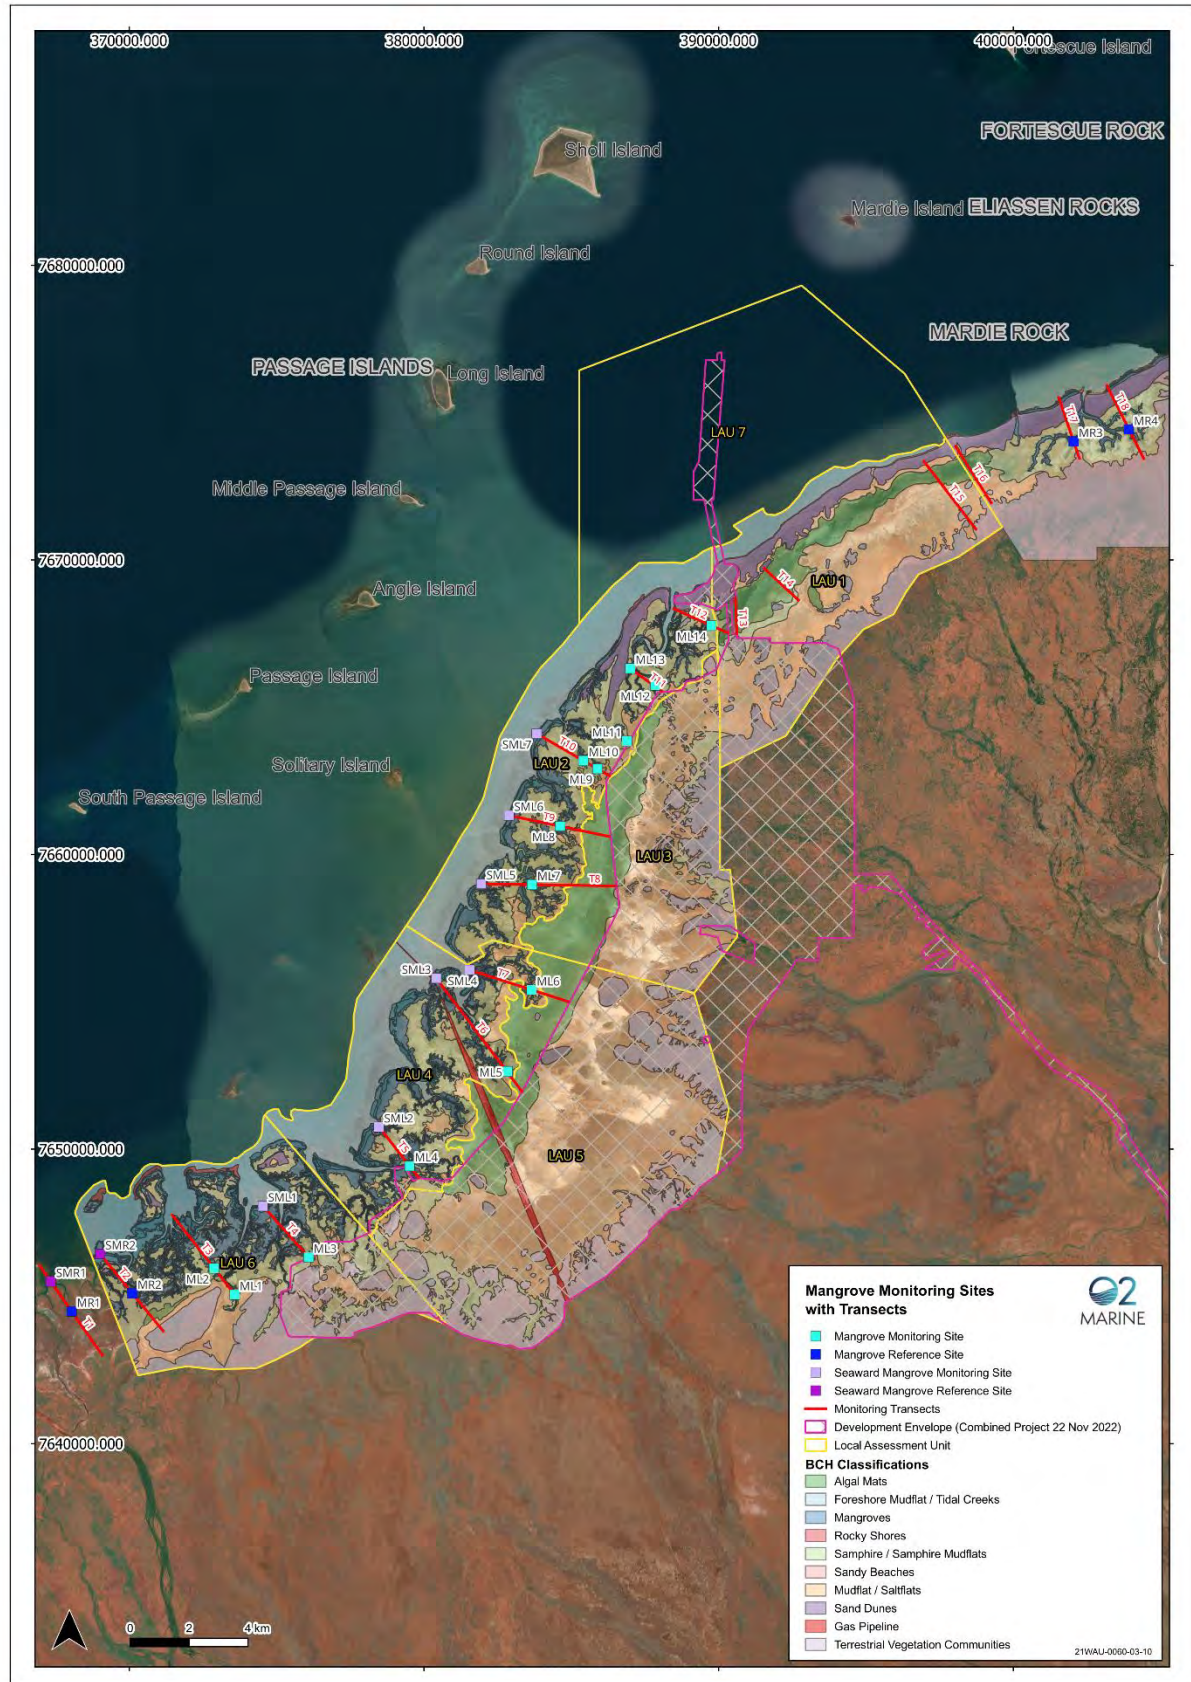 370000.000
380000.000
390000.000
400000.000
Fortescue Island
FORTESCUE ROCK
Sholl Island
Mardie Island
ELIASSEN ROCKS
Round Island
7680000.000
MARDIE ROCK
PASSAGE ISLANDS
Long Island
T17
T18
LAU 7
MR3
MR4
Middle Passage Island
T16
T15
7670000.000
Angle Island
T14
LAU 1
T12
T13
ML14
ML13
T11
ML12
Passage Island
SML7
T10
ML11
ML10
LAU 2
ML9
Solitary Island
South Passage Island
SML6
T9
ML8
7660000.000
LAU 3
SML5
ML7
T8
SML3
SML4
T7
ML6
T6
ML5
LAU 4
SML2
T5
ML4
7650000.000
LAU 5
SML1
T4
ML3
SMR2
T3
LAU 6
ML2
ML1
SMR1
T2
MR2
MR1
T1
7640000.000
0 2 4 km
Mangrove Monitoring Sites
with Transects
O2
MARINE
Mangrove Monitoring Site
Mangrove Reference Site
Seaward Mangrove Monitoring Site
Seaward Mangrove Reference Site
Monitoring Transects
Development Envelope (Combined Project 22 Nov 2022)
Local Assessment Unit
BCH Classifications
Algal Mats
Foreshore Mudflat / Tidal Creeks
Mangroves
Rocky Shores
Samphire / Samphire Mudflats
Sandy Beaches
Mudflat / Saltflats
Sand Dunes
Gas Pipeline
Terrestrial Vegetation Communities
21WAU-0060-03-10